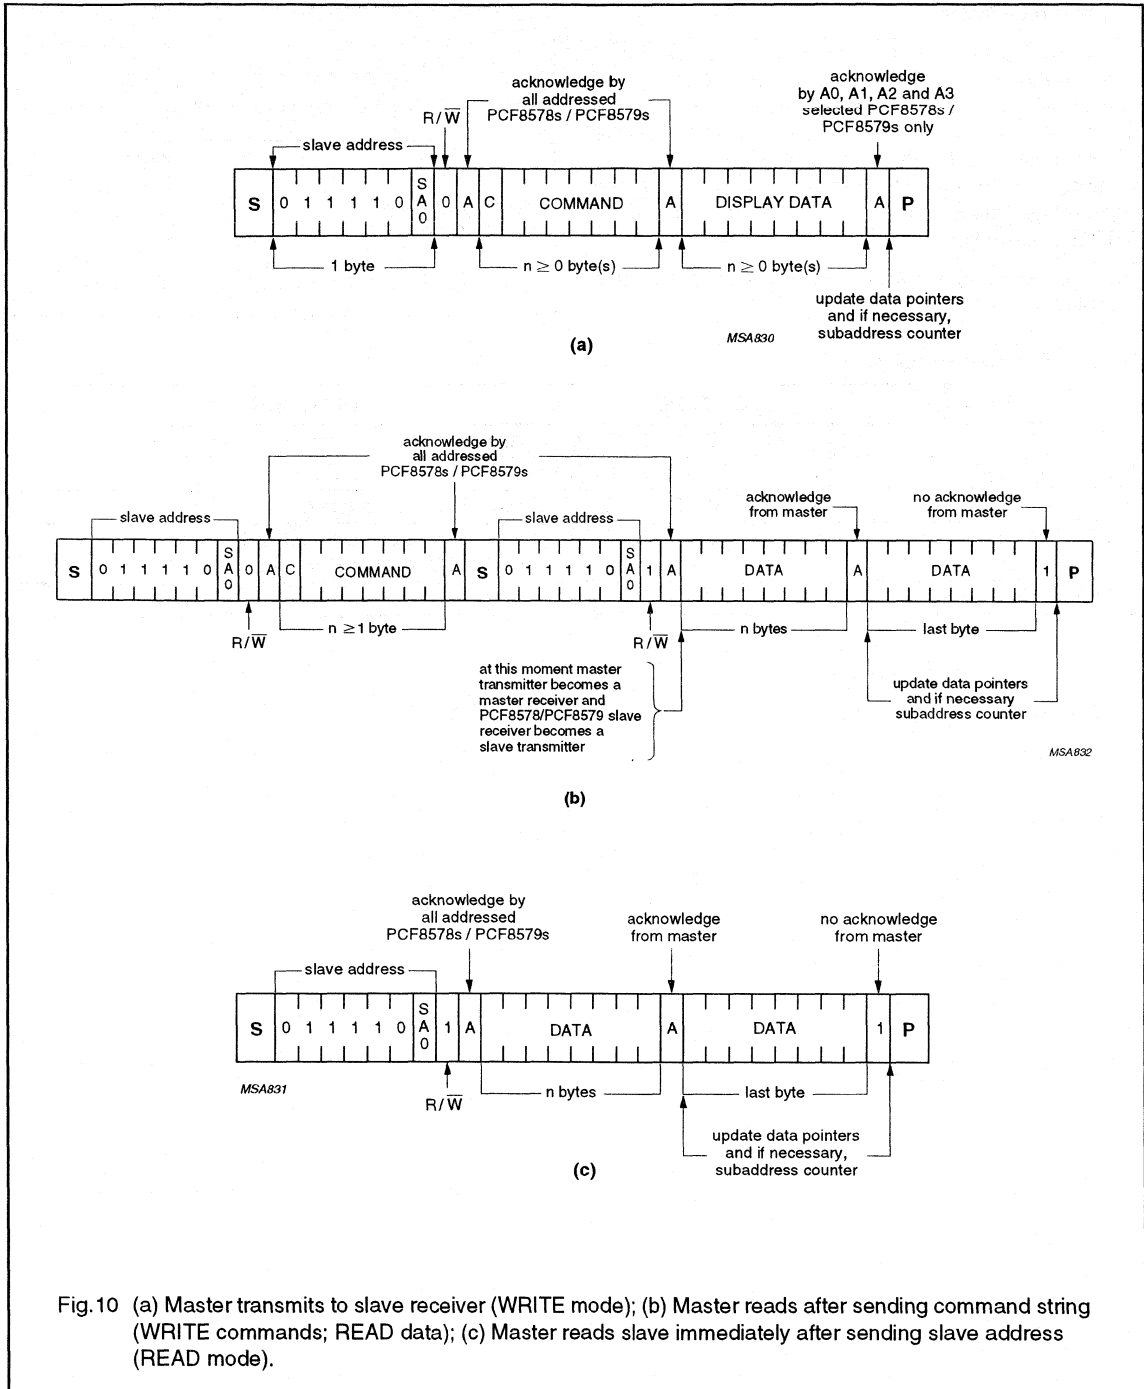 acknowledge by
all addressed
PCF8578s / PCF8579s
acknowledge
by A0, A1, A2 and A3
selected PCF8578s /
PCF8579s only
R/W̅
slave address
S 0 1 1 1 1 0 SA0 0 A C COMMAND A DISPLAY DATA A P
1 byte
n ≥ 0 byte(s)
n ≥ 0 byte(s)
update data pointers
and if necessary,
subaddress counter
MSA830
(a)
acknowledge by
all addressed
PCF8578s / PCF8579s
acknowledge
from master
no acknowledge
from master
slave address
slave address
S 0 1 1 1 1 0 SA0 0 A C COMMAND A S 0 1 1 1 1 0 SA0 1 A DATA A DATA 1 P
R/W̅
n ≥ 1 byte
R/W̅
n bytes
last byte
at this moment master
transmitter becomes a
master receiver and
PCF8578/PCF8579 slave
receiver becomes a
slave transmitter
update data pointers
and if necessary
subaddress counter
MSA832
(b)
acknowledge by
all addressed
PCF8578s / PCF8579s
acknowledge
from master
no acknowledge
from master
slave address
S 0 1 1 1 1 0 SA0 1 A DATA A DATA 1 P
MSA831
R/W̅
n bytes
last byte
update data pointers
and if necessary,
subaddress counter
(c)
Fig.10 (a) Master transmits to slave receiver (WRITE mode); (b) Master reads after sending command string
(WRITE commands; READ data); (c) Master reads slave immediately after sending slave address
(READ mode).